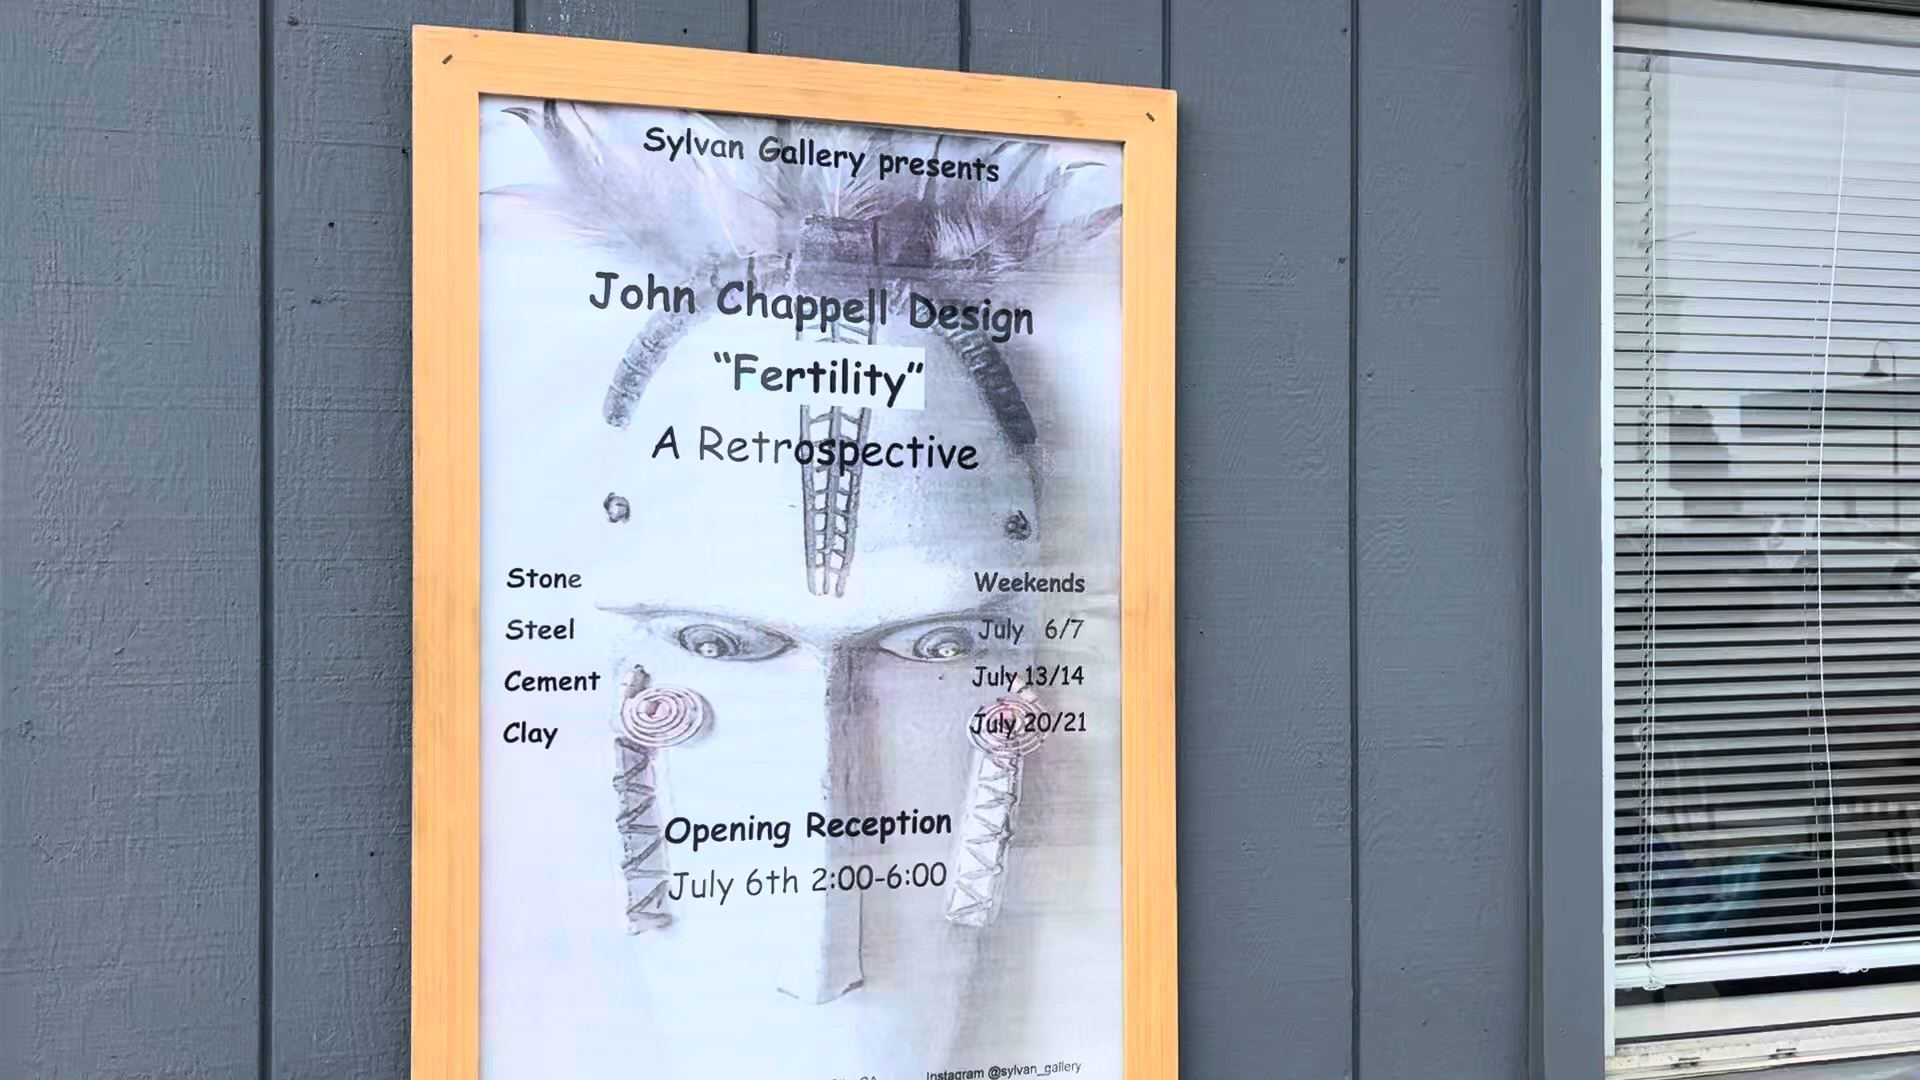 Sylvan Gallery presents
John Chappell Design
“Fertility”
A Retrospective
Stone
Steel
Cement
Clay
Weekends
July 6/7
July 13/14
July 20/21
Opening Reception
July 6th 2:00-6:00
Instagram @sylvan_gallery